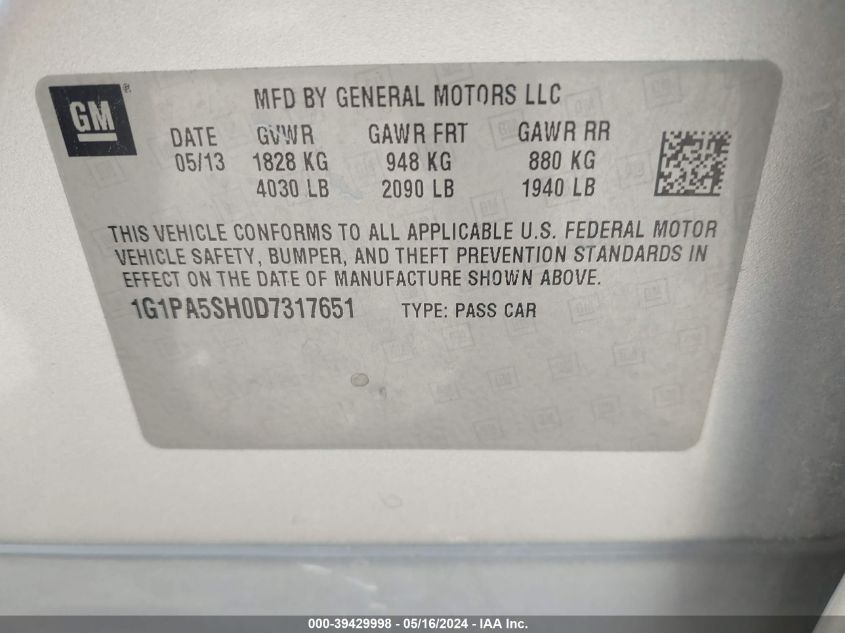 GM
MFD BY GENERAL MOTORS LLC
DATE GVWR GAWR FRT GAWR RR
05/13 1828 KG 948 KG 880 KG
4030 LB 2090 LB 1940 LB
THIS VEHICLE CONFORMS TO ALL APPLICABLE U.S. FEDERAL MOTOR
VEHICLE SAFETY, BUMPER, AND THEFT PREVENTION STANDARDS IN
EFFECT ON THE DATE OF MANUFACTURE SHOWN ABOVE.
1G1PA5SH0D7317651 TYPE: PASS CAR
000-39429998 - 05/16/2024 - IAA Inc.